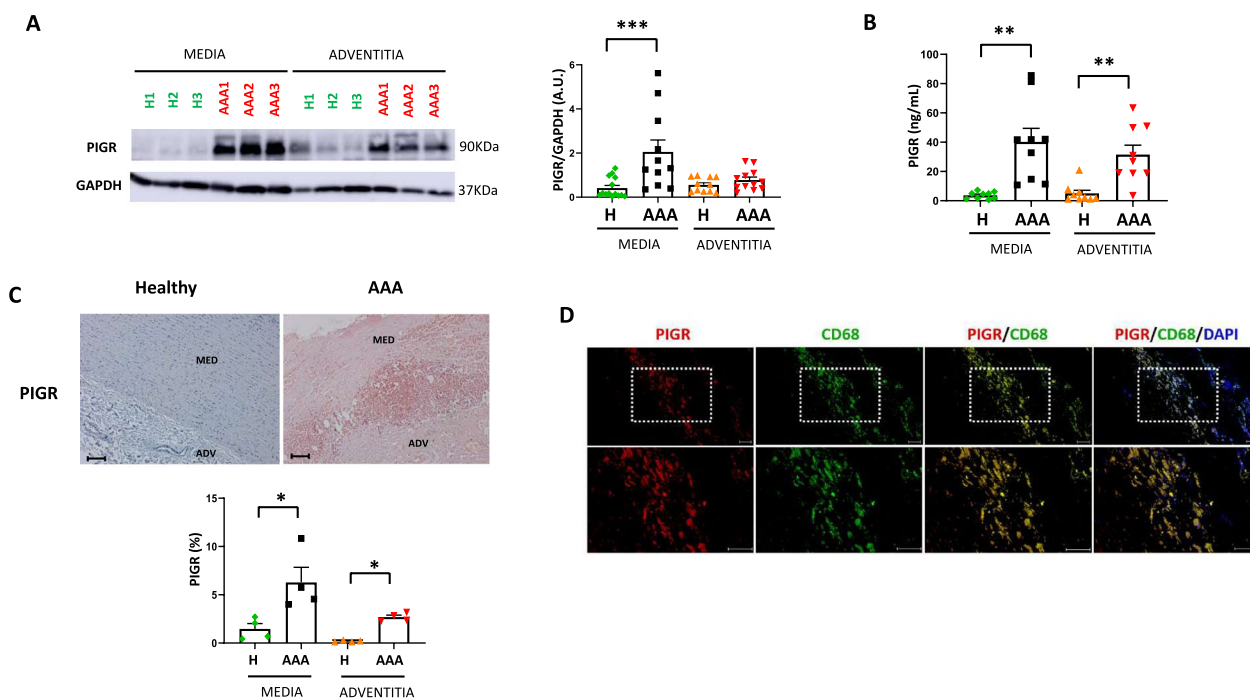 A
MEDIA
ADVENTITIA
H1
H2
H3
AAA1
AAA2
AAA3
H1
H2
H3
AAA1
AAA2
AAA3
PIGR
90KDa
GAPDH
37KDa
PIGR/GAPDH (A.U.)
6
4
2
0
***
H
AAA
H
AAA
MEDIA
ADVENTITIA
B
PIGR (ng/mL)
100
80
60
40
20
0
**
**
H
AAA
H
AAA
MEDIA
ADVENTITIA
C
Healthy
AAA
PIGR
MED
ADV
MED
ADV
PIGR (%)
15
10
5
0
*
*
H
AAA
H
AAA
MEDIA
ADVENTITIA
D
PIGR
CD68
PIGR/CD68
PIGR/CD68/DAPI